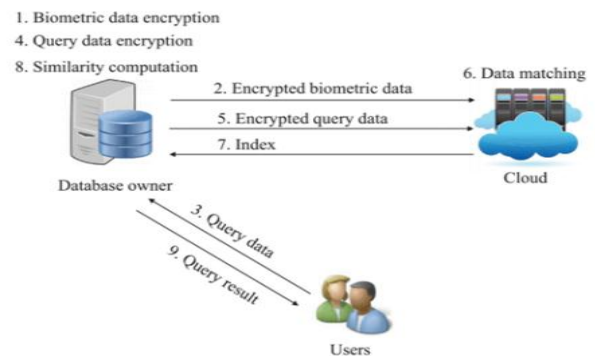 1. Biometric data encryption
4. Query data encryption
8. Similarity computation
6. Data matching
2. Encrypted biometric data
5. Encrypted query data
7. Index
Database owner
Cloud
3. Query data
9. Query result
Users